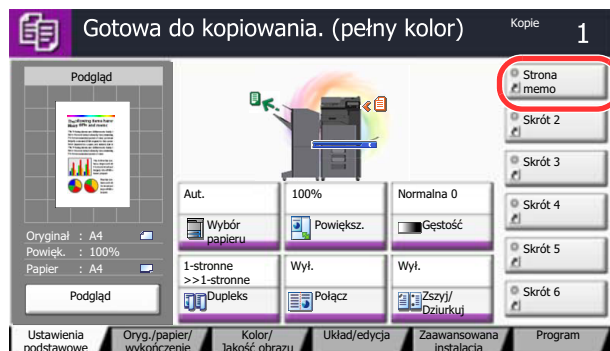 Gotowa do kopiowania. (pełny kolor)
Kopie
1
Podgląd
Oryginał : A4
Powięk. : 100%
Papier : A4
Podgląd
Aut.
Wybór
papieru
100%
Powiększ.
Normalna 0
Gęstość
1-stronne
>>1-stronne
Dupleks
Wył.
Połącz
Wył.
Zszyj/
Dziurkuj
Strona
memo
Skrót 2
Skrót 3
Skrót 4
Skrót 5
Skrót 6
Ustawienia
podstawowe
Oryg./papier/
wykończenie
Kolor/
Jakość obrazu
Układ/edycja
Zaawansowana
instalacja
Program